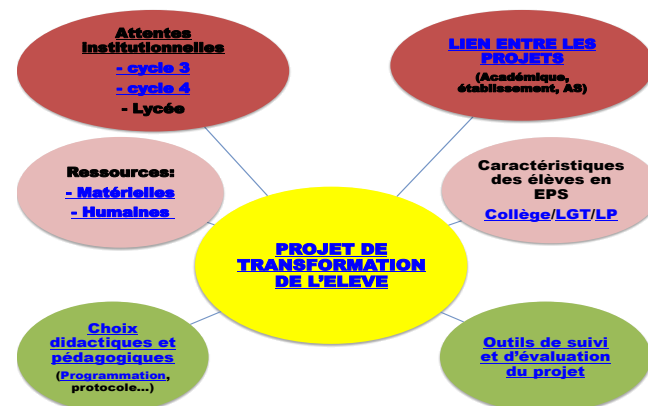 Attentes
institutionnelles
- cycle 3
- cycle 4
- Lycée
LIEN ENTRE LES
PROJETS
(Académique,
établissement, AS)
Ressources:
- Matérielles
- Humaines
Caractéristiques
des élèves en
EPS
Collège/LGT/LP
PROJET DE
TRANSFORMATION
DE L'ELEVE
Choix
didactiques et
pédagogiques
(Programmation,
protocole...)
Outils de suivi
et d'évaluation
du projet